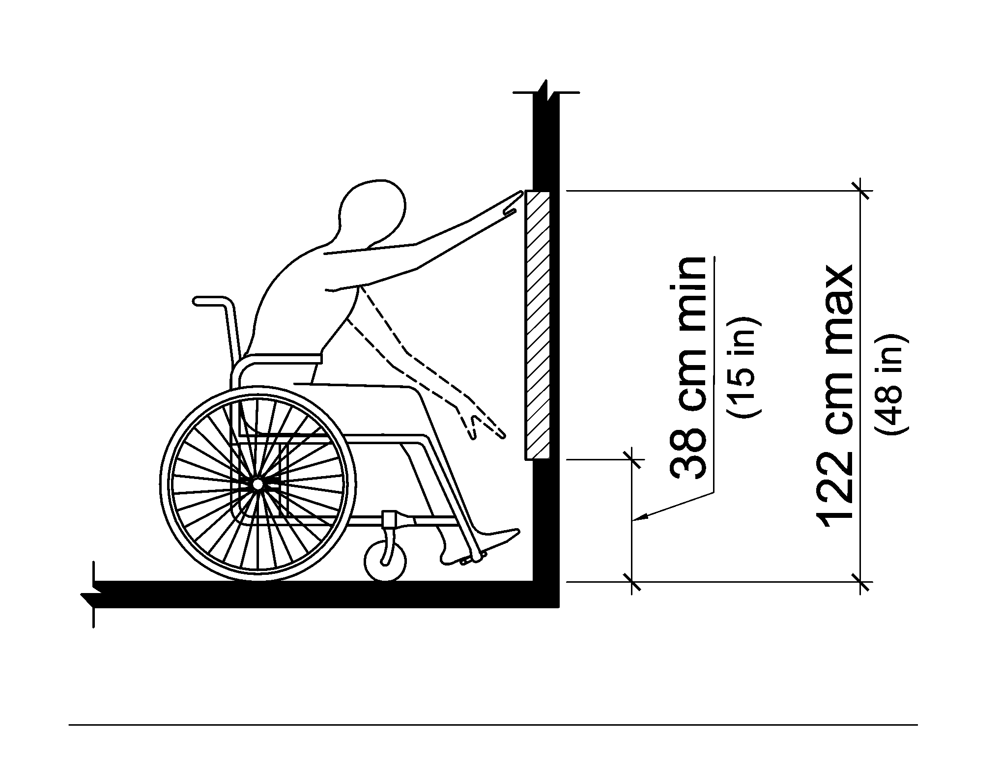 38 cm min
(15 in)
122 cm max
(48 in)